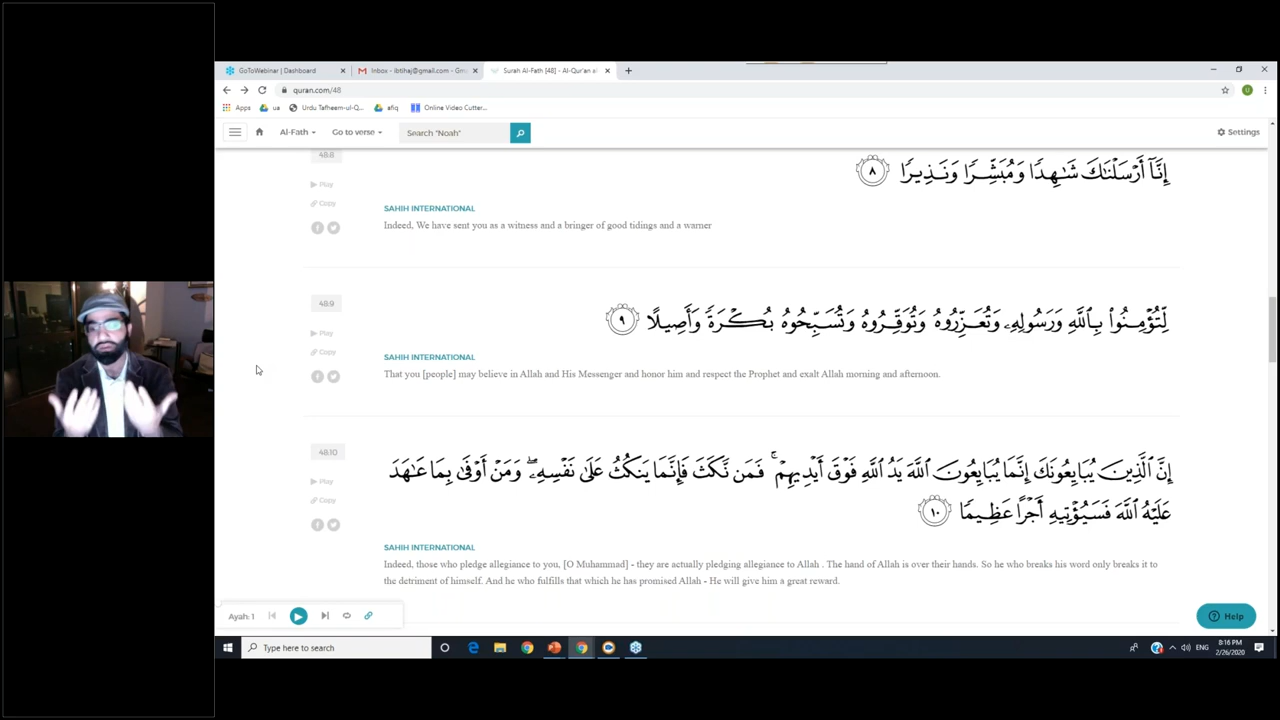 GoToWebinar | Dashboard
Inbox - ibtihaj@gmail.com - Gm
Surah Al-Fath [48] - Al-Qur'an al
quran.com/48
Apps
ua
Urdu Tafheem-ul-Q...
efiq
Online Video Cutter...
Al-Fath
Go to verse
Search "Noah"
Settings
48:8
إِنَّآ أَرْسَلْنَٰكَ شَٰهِدًا وَمُبَشِّرًا وَنَذِيرًا ٨
Play
Copy
SAHIH INTERNATIONAL
Indeed, We have sent you as a witness and a bringer of good tidings and a warner
48:9
لِّتُؤْمِنُوا۟ بِٱللَّهِ وَرَسُولِهِۦ وَتُعَزِّرُوهُ وَتُوَقِّرُوهُ وَتُسَبِّحُوهُ بُكْرَةً وَأَصِيلًا ٩
Play
Copy
SAHIH INTERNATIONAL
That you [people] may believe in Allah and His Messenger and honor him and respect the Prophet and exalt Allah morning and afternoon.
48:10
إِنَّ ٱلَّذِينَ يُبَايِعُونَكَ إِنَّمَا يُبَايِعُونَ ٱللَّهَ يَدُ ٱللَّهِ فَوْقَ أَيْدِيهِمْ ۚ فَمَن نَّكَثَ فَإِنَّمَا يَنكُثُ عَلَىٰ نَفْسِهِۦ ۖ وَمَنْ أَوْفَىٰ بِمَا عَٰهَدَ
عَلَيْهُ ٱللَّهَ فَسَيُؤْتِيهِ أَجْرًا عَظِيمًا ١٠
Play
Copy
SAHIH INTERNATIONAL
Indeed, those who pledge allegiance to you, [O Muhammad] - they are actually pledging allegiance to Allah . The hand of Allah is over their hands. So he who breaks his word only breaks it to
the detriment of himself. And he who fulfills that which he has promised Allah - He will give him a great reward.
Ayah: 1
Help
Type here to search
ENG
8:16 PM
2/26/2020